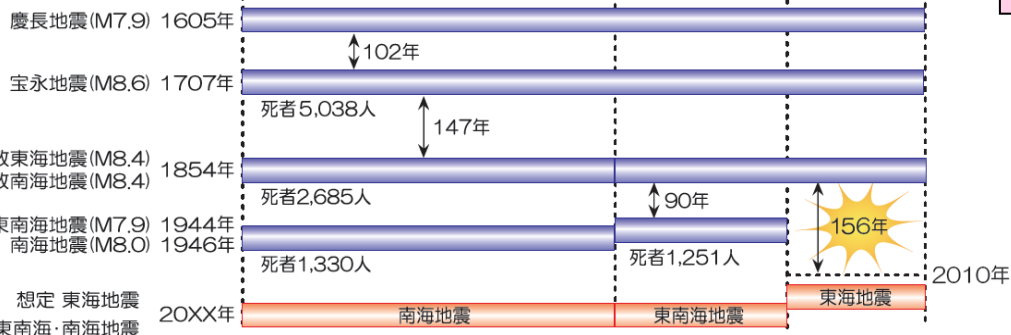 慶長地震(M7.9) 1605年
102年
宝永地震(M8.6) 1707年
死者5,038人
147年
政東海地震(M8.4)
政南海地震(M8.4)
1854年
死者2,685人
90年
156年
東南海地震(M7.9) 1944年
南海地震(M8.0) 1946年
死者1,330人
死者1,251人
2010年
想定 東海地震
東南海・南海地震
20XX年
南海地震
東南海地震
東海地震